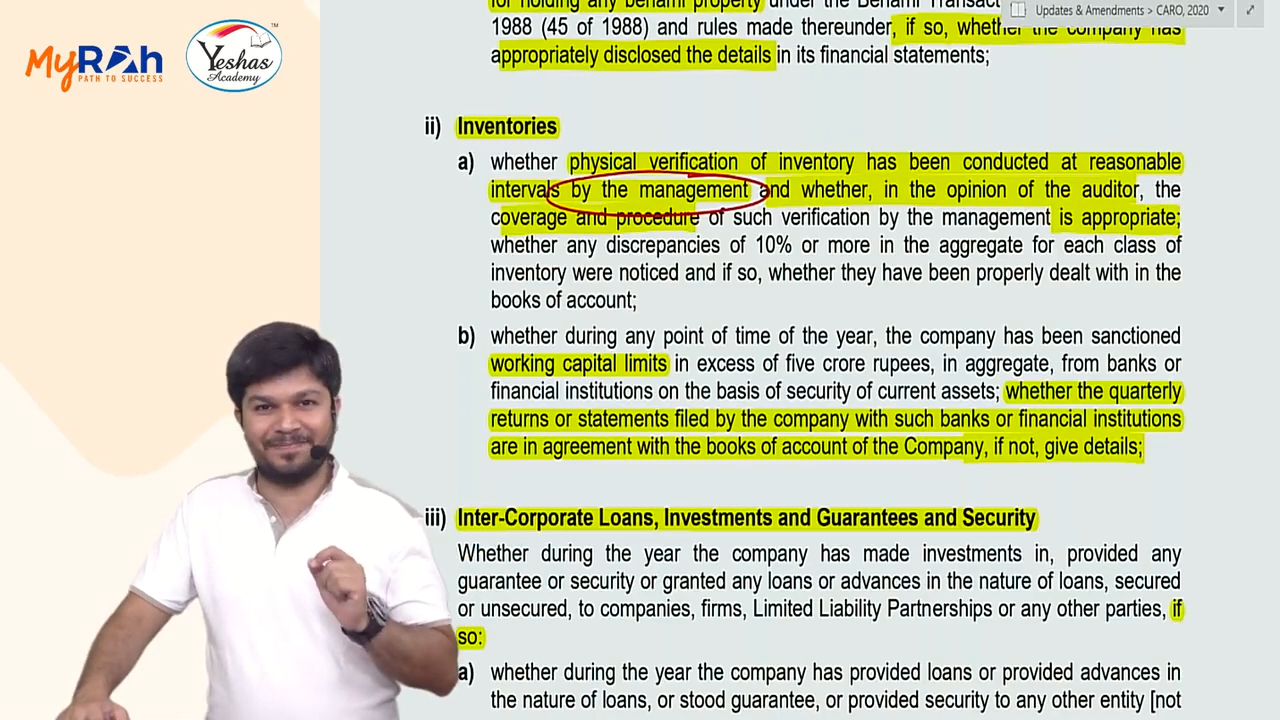 MyRAh
PATH TO SUCCESS
Yeshas
Academy
TM
Updates & Amendments > CARO, 2020
for holding any benami property under the Benami Transact
1988 (45 of 1988) and rules made thereunder, if so, whether the company has
appropriately disclosed the details in its financial statements;
ii) Inventories
a) whether physical verification of inventory has been conducted at reasonable
intervals by the management and whether, in the opinion of the auditor, the
coverage and procedure of such verification by the management is appropriate;
whether any discrepancies of 10% or more in the aggregate for each class of
inventory were noticed and if so, whether they have been properly dealt with in the
books of account;
b) whether during any point of time of the year, the company has been sanctioned
working capital limits in excess of five crore rupees, in aggregate, from banks or
financial institutions on the basis of security of current assets; whether the quarterly
returns or statements filed by the company with such banks or financial institutions
are in agreement with the books of account of the Company, if not, give details;
iii) Inter-Corporate Loans, Investments and Guarantees and Security
Whether during the year the company has made investments in, provided any
guarantee or security or granted any loans or advances in the nature of loans, secured
or unsecured, to companies, firms, Limited Liability Partnerships or any other parties, if
so:
a) whether during the year the company has provided loans or provided advances in
the nature of loans, or stood guarantee, or provided security to any other entity [not